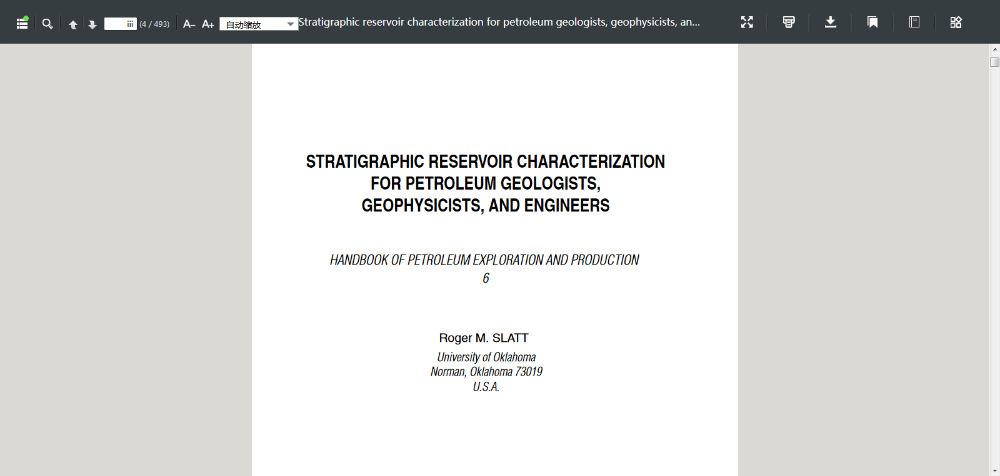 iii (4 / 493) A− A+ 自动缩放 Stratigraphic reservoir characterization for petroleum geologists, geophysicists, an...
STRATIGRAPHIC RESERVOIR CHARACTERIZATION
FOR PETROLEUM GEOLOGISTS,
GEOPHYSICISTS, AND ENGINEERS
HANDBOOK OF PETROLEUM EXPLORATION AND PRODUCTION
6
Roger M. SLATT
University of Oklahoma
Norman, Oklahoma 73019
U.S.A.